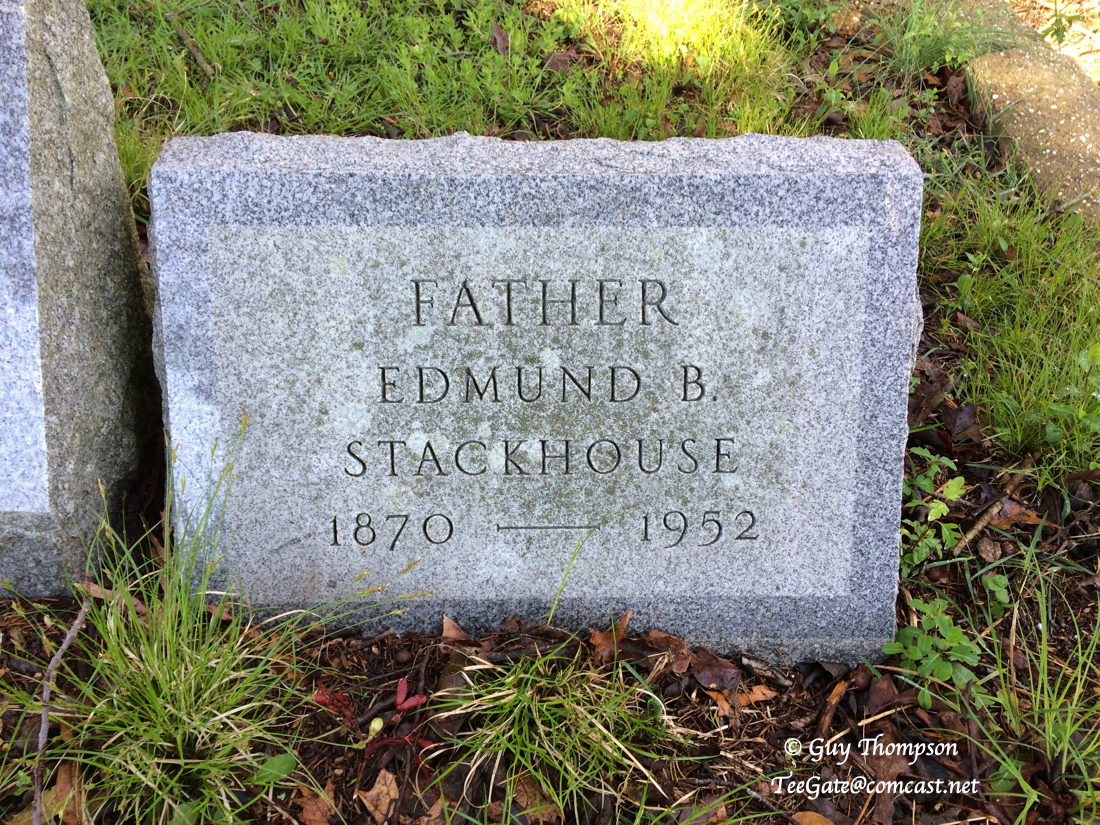 FATHER
EDMUND B.
STACKHOUSE
1870 — 1952
© Guy Thompson
TeeGate@comcast.net